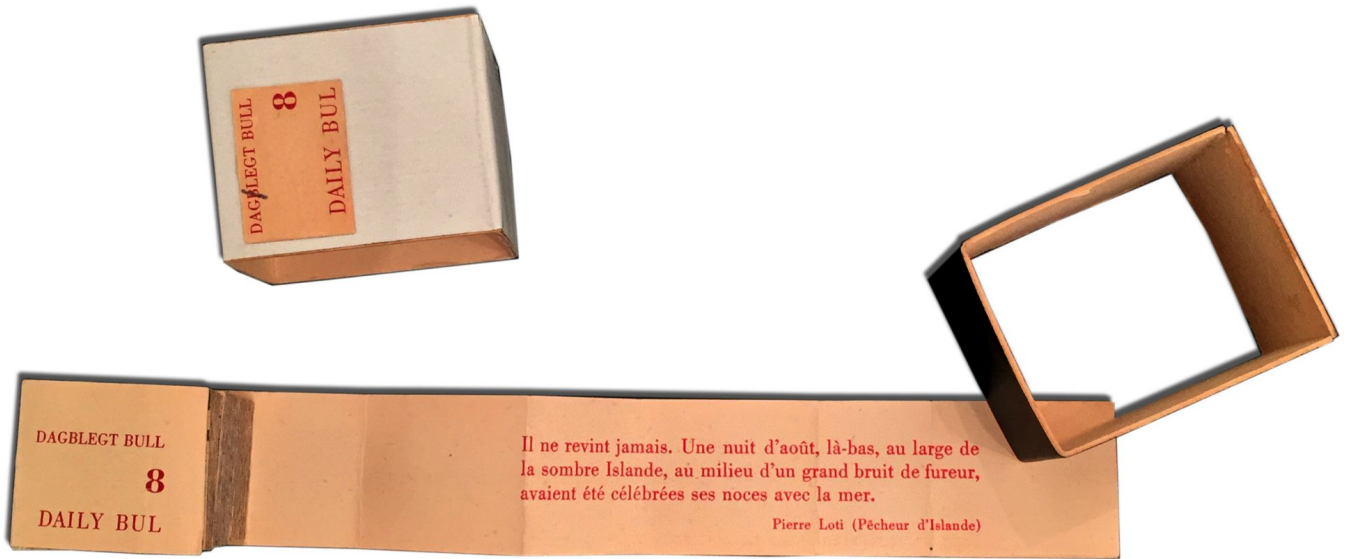 DAGBLEGT BULL
8
DAILY BUL
DAGBLEGT BULL
8
DAILY BUL
Il ne revint jamais. Une nuit d'août, là-bas, au large de
la sombre Islande, au milieu d'un grand bruit de fureur,
avaient été célébrées ses noces avec la mer.
Pierre Loti (Pêcheur d'Islande)